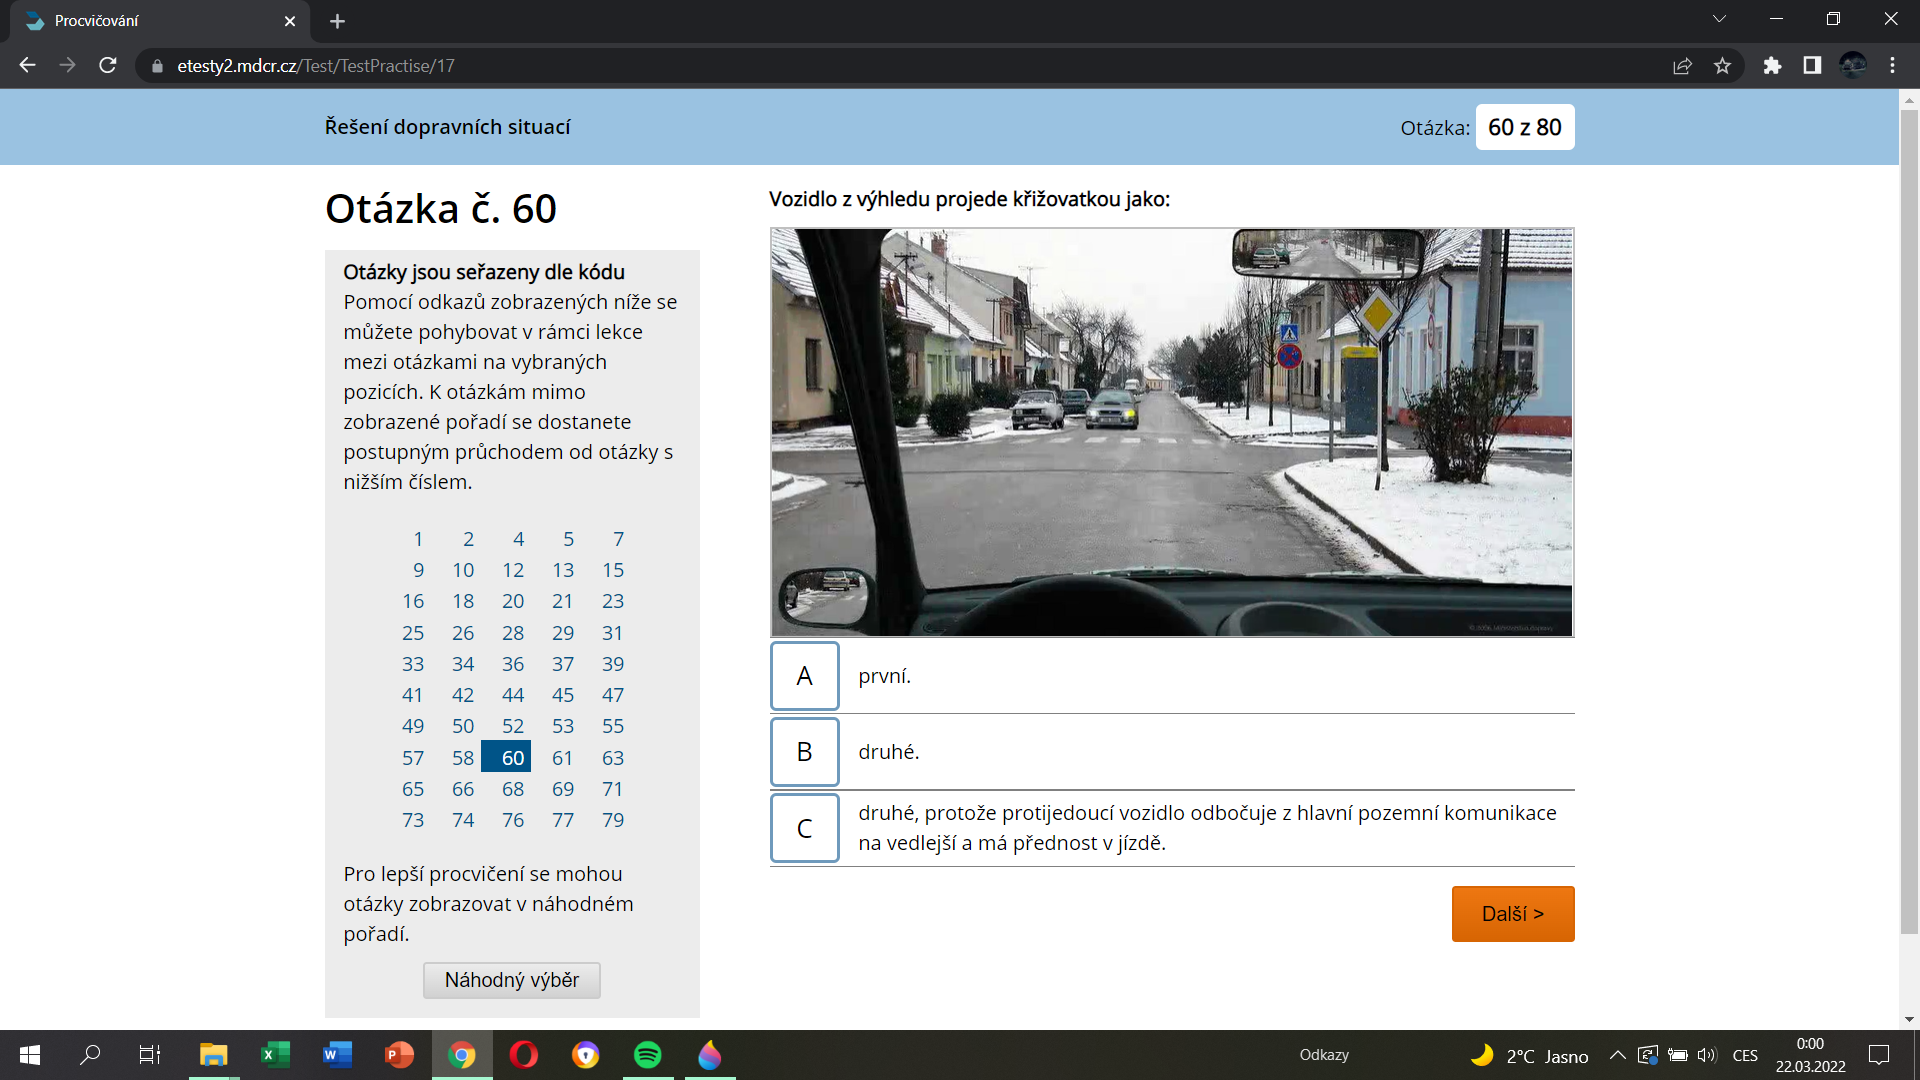 Procvičování
etesty2.mdcr.cz/Test/TestPractise/17
Řešení dopravních situací
Otázka: 60 z 80
Otázka č. 60
Otázky jsou seřazeny dle kódu
Pomocí odkazů zobrazených níže se
můžete pohybovat v rámci lekce
mezi otázkami na vybraných
pozicích. K otázkám mimo
zobrazené pořadí se dostanete
postupným průchodem od otázky s
nižším číslem.
1 2 4 5 7
9 10 12 13 15
16 18 20 21 23
25 26 28 29 31
33 34 36 37 39
41 42 44 45 47
49 50 52 53 55
57 58 60 61 63
65 66 68 69 71
73 74 76 77 79
Pro lepší procvičení se mohou
otázky zobrazovat v náhodném
pořadí.
Náhodný výběr
Vozidlo z výhledu projede křižovatkou jako:
A první.
B druhé.
C druhé, protože protijedoucí vozidlo odbočuje z hlavní pozemní komunikace
na vedlejší a má přednost v jízdě.
Další >
Odkazy
2°C Jasno
CES
0:00
22.03.2022